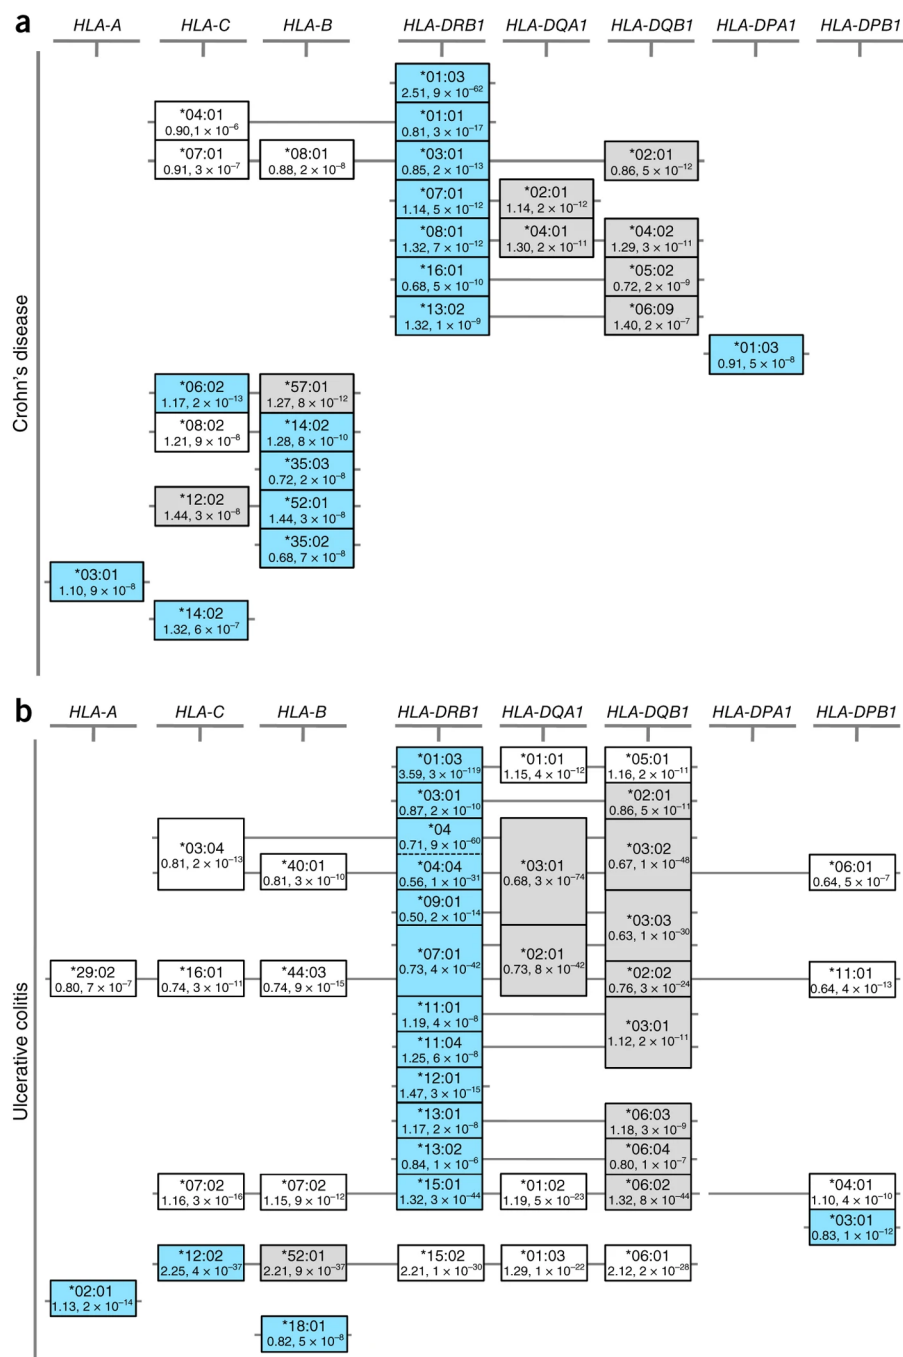 a
HLA-A HLA-C HLA-B HLA-DRB1 HLA-DQA1 HLA-DQB1 HLA-DPA1 HLA-DPB1
Crohn's disease
*01:03
2.51, 9 × 10⁻⁶²
*04:01 *01:01
0.90,1 × 10⁻⁶ 0.81, 3 × 10⁻¹⁷
*07:01 *08:01 *03:01 *02:01
0.91, 3 × 10⁻⁷ 0.88, 2 × 10⁻⁸ 0.85, 2 × 10⁻¹³ 0.86, 5 × 10⁻¹²
*07:01 *02:01
1.14, 5 × 10⁻¹² 1.14, 2 × 10⁻¹²
*08:01 *04:01 *04:02
1.32, 7 × 10⁻¹² 1.30, 2 × 10⁻¹¹ 1.29, 3 × 10⁻¹¹
*16:01 *05:02
0.68, 5 × 10⁻¹⁰ 0.72, 2 × 10⁻⁹
*13:02 *06:09
1.32, 1 × 10⁻⁹ 1.40, 2 × 10⁻⁷
*01:03
0.91, 5 × 10⁻⁸
*06:02 *57:01
1.17, 2 × 10⁻¹³ 1.27, 8 × 10⁻¹²
*08:02 *14:02
1.21, 9 × 10⁻⁸ 1.28, 8 × 10⁻¹⁰
*35:03
0.72, 2 × 10⁻⁸
*12:02 *52:01
1.44, 3 × 10⁻⁸ 1.44, 3 × 10⁻⁸
*35:02
0.68, 7 × 10⁻⁸
*03:01
1.10, 9 × 10⁻⁸
*14:02
1.32, 6 × 10⁻⁷
b
HLA-A HLA-C HLA-B HLA-DRB1 HLA-DQA1 HLA-DQB1 HLA-DPA1 HLA-DPB1
Ulcerative colitis
*01:03 *01:01 *05:01
3.59, 3 × 10⁻¹¹⁹ 1.15, 4 × 10⁻¹² 1.16, 2 × 10⁻¹¹
*03:01 *02:01
0.87, 2 × 10⁻¹⁰ 0.86, 5 × 10⁻¹¹
*03:04 *04 *03:02
0.81, 2 × 10⁻¹³ 0.71, 9 × 10⁻⁶⁰ 0.67, 1 × 10⁻⁴⁸
*40:01 *04:04 *03:01 *06:01
0.81, 3 × 10⁻¹⁰ 0.56, 1 × 10⁻³¹ 0.68, 3 × 10⁻⁷⁴ 0.64, 5 × 10⁻⁷
*09:01 *03:03
0.50, 2 × 10⁻¹⁴ 0.63, 1 × 10⁻³⁰
*07:01 *02:01
0.73, 4 × 10⁻⁴² 0.73, 8 × 10⁻⁴²
*29:02 *16:01 *44:03 *02:02 *11:01
0.80, 7 × 10⁻⁷ 0.74, 3 × 10⁻¹¹ 0.74, 9 × 10⁻¹⁵ 0.76, 3 × 10⁻²⁴ 0.64, 4 × 10⁻¹³
*11:01 *03:01
1.19, 4 × 10⁻⁸ 1.12, 2 × 10⁻¹¹
*11:04
1.25, 6 × 10⁻⁸
*12:01
1.47, 3 × 10⁻¹⁵
*13:01 *06:03
1.17, 2 × 10⁻⁸ 1.18, 3 × 10⁻⁹
*13:02 *06:04
0.84, 1 × 10⁻⁶ 0.80, 1 × 10⁻⁷
*07:02 *07:02 *15:01 *01:02 *06:02 *04:01
1.16, 3 × 10⁻¹⁶ 1.15, 9 × 10⁻¹² 1.32, 3 × 10⁻⁴⁴ 1.19, 5 × 10⁻²³ 1.32, 8 × 10⁻⁴⁴ 1.10, 4 × 10⁻¹⁰
*03:01
0.83, 1 × 10⁻¹²
*12:02 *52:01 *15:02 *01:03 *06:01
2.25, 4 × 10⁻³⁷ 2.21, 9 × 10⁻³⁷ 2.21, 1 × 10⁻³⁰ 1.29, 1 × 10⁻²² 2.12, 2 × 10⁻²⁸
*02:01
1.13, 2 × 10⁻¹⁴
*18:01
0.82, 5 × 10⁻⁸